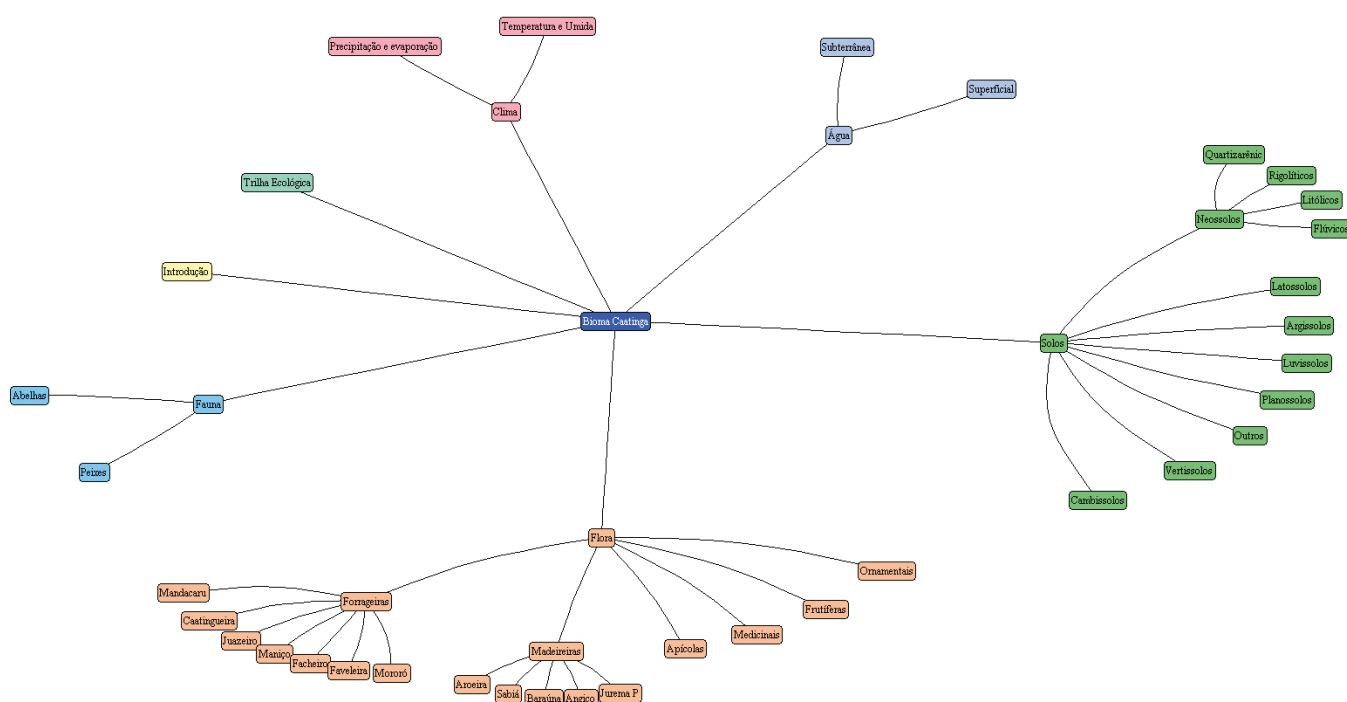 Temperatura e Umida
Precipitação e evaporação
Clima
Subterrânea
Superficial
Água
Trilha Ecológica
Introdução
Bioma Caatinga
Quartizarênic
Rigolíticos
Litólicos
Flúvicos
Neossolos
Latossolos
Argissolos
Solos
Luvissolos
Planossolos
Outros
Vertissolos
Cambissolos
Abelhas
Fauna
Peixes
Flora
Ornamentais
Frutíferas
Medicinais
Apícolas
Forrageiras
Mandacaru
Caatingueira
Juazeiro
Maniço
Facheiro
Faveleira
Mororó
Madeireiras
Aroeira
Sabiá
Baraúna
Angico
Jurema P